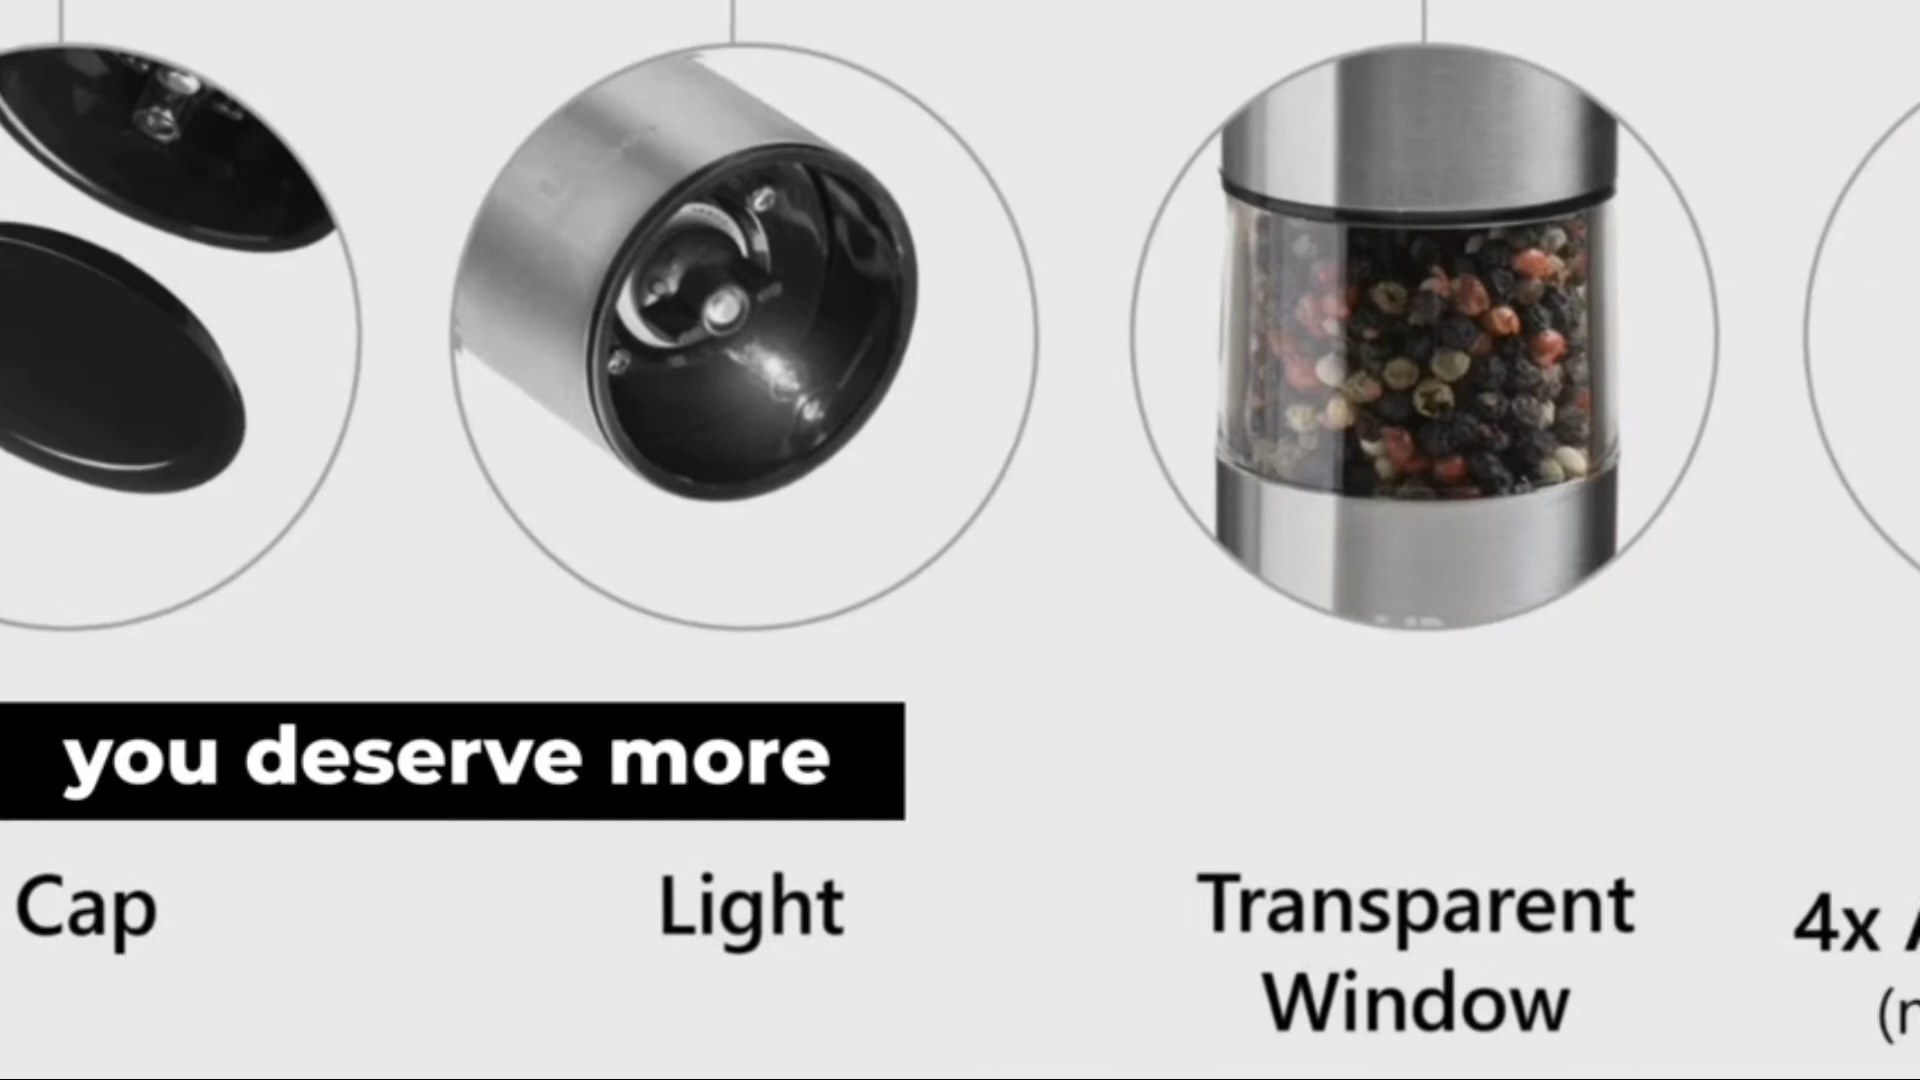 you deserve more
Cap
Light
Transparent
Window
4x